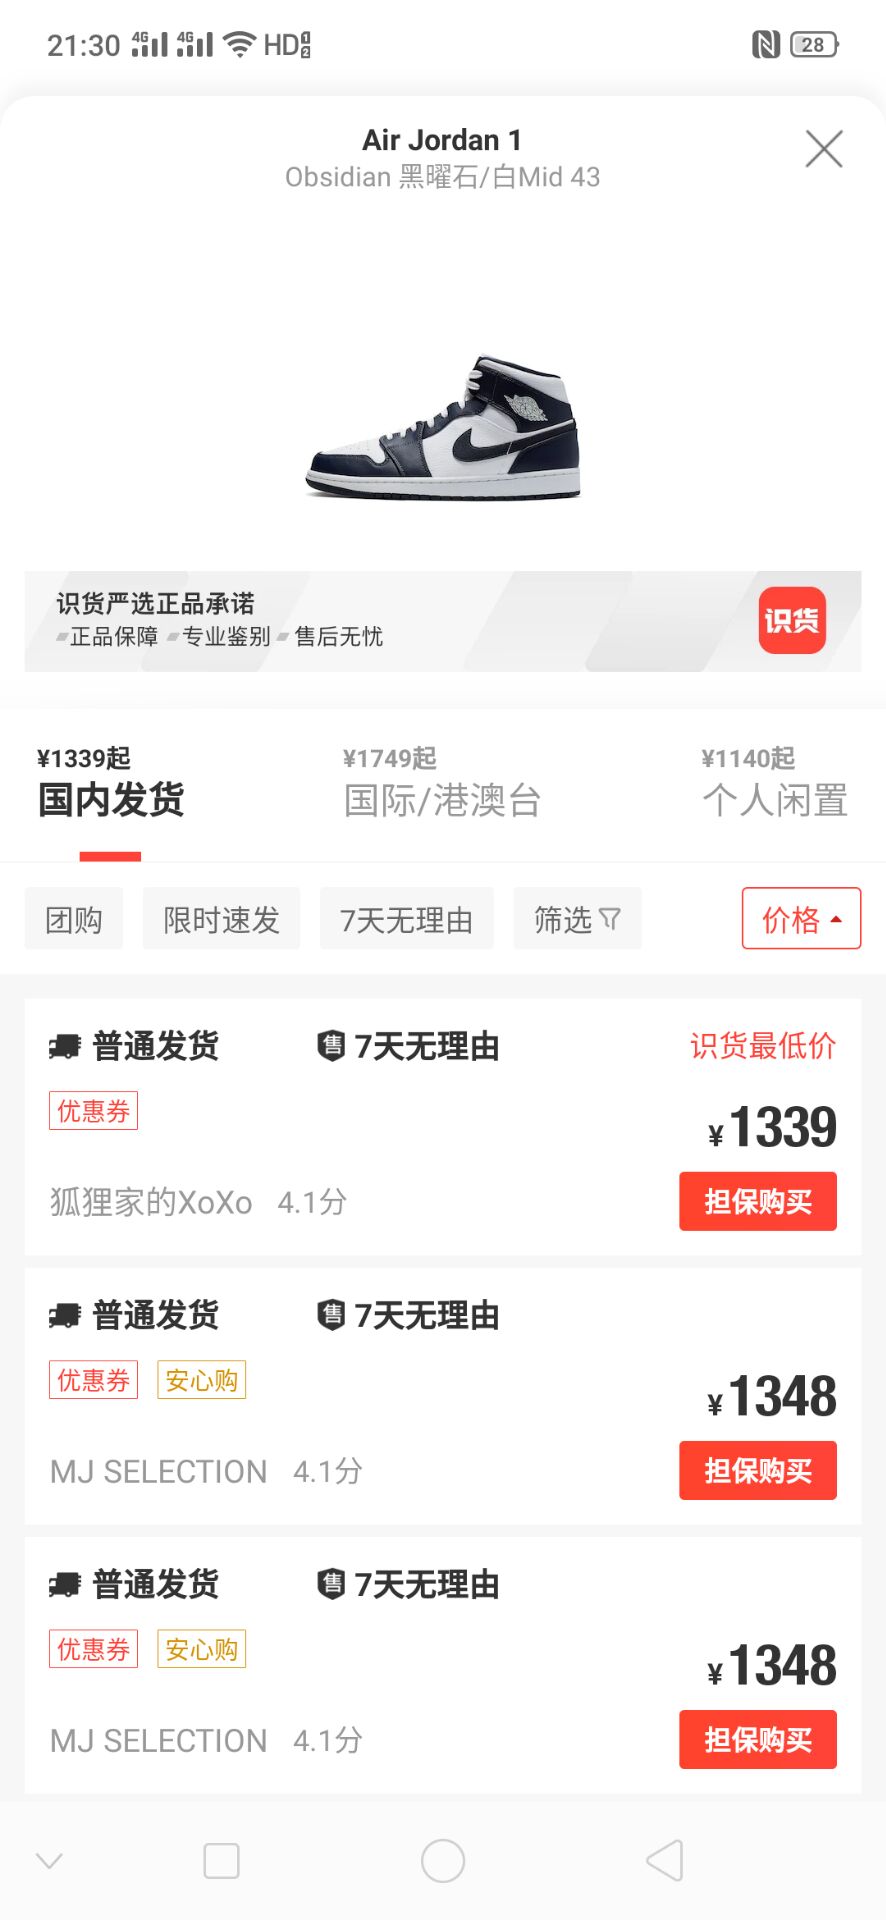 21:30 4G 4G HD 1 2 28
Air Jordan 1
Obsidian 黑曜石/白Mid 43
识货严选正品承诺
正品保障 专业鉴别 售后无忧
识货
¥1339起 ¥1749起 ¥1140起
国内发货 国际/港澳台 个人闲置
团购 限时速发 7天无理由 筛选 价格
普通发货 售 7天无理由 识货最低价
优惠券
¥1339
狐狸家的XoXo 4.1分 担保购买
普通发货 售 7天无理由
优惠券 安心购
¥1348
MJ SELECTION 4.1分 担保购买
普通发货 售 7天无理由
优惠券 安心购
¥1348
MJ SELECTION 4.1分 担保购买